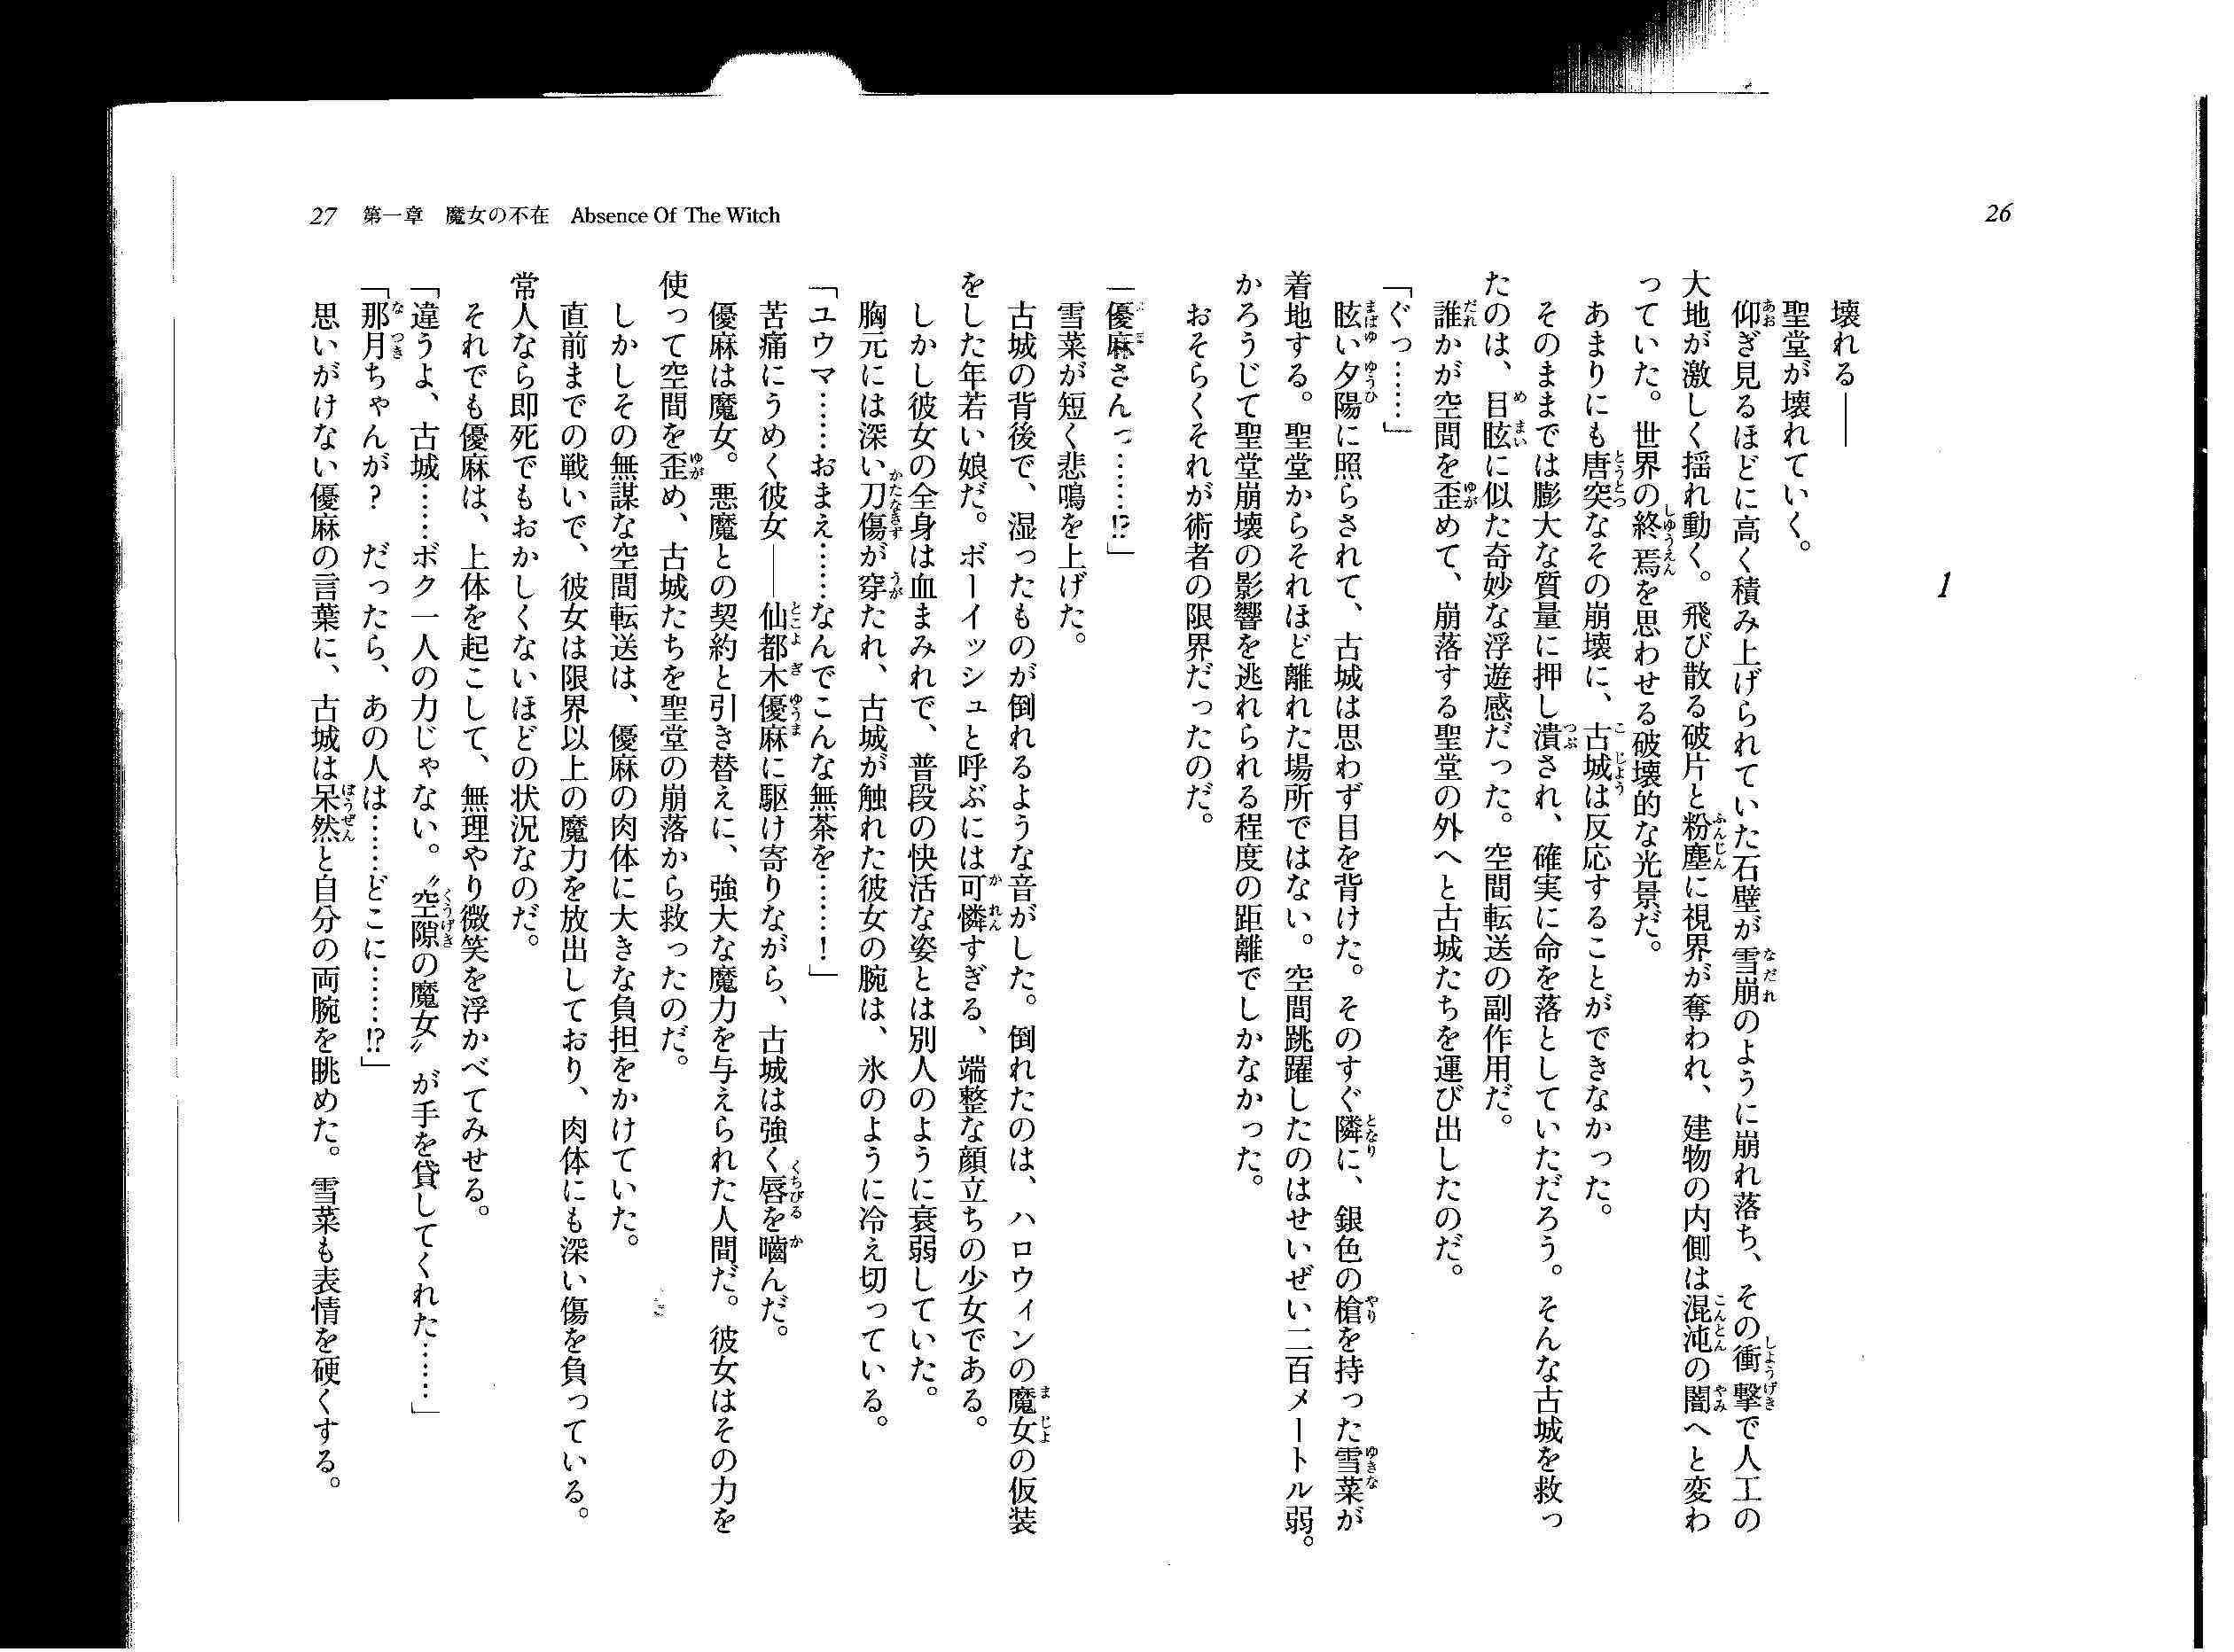 26
1
壊れる――
聖堂が壊れていく。
仰ぎ見るほどに高く積み上げられていた石壁が雪崩のように崩れ落ち、その衝撃で人工の
大地が激しく揺れ動く。飛び散る破片と粉塵に視界が奪われ、建物の内側は混沌の闇へと変わ
っていた。世界の終焉を思わせる破壊的な光景だ。
あまりにも唐突なその崩壊に、古城は反応することができなかった。
そのままでは膨大な質量に押し潰され、確実に命を落としていただろう。そんな古城を救っ
たのは、目眩に似た奇妙な浮遊感だった。空間転送の副作用だ。
誰かが空間を歪めて、崩落する聖堂の外へと古城たちを運び出したのだ。
「ぐっ……」
眩い夕陽に照らされて、古城は思わず目を背けた。そのすぐ隣に、銀色の槍を持った雪菜が
着地する。聖堂からそれほど離れた場所ではない。空間跳躍したのはせいぜい二百メートル弱。
かろうじて聖堂崩壊の影響を逃れられる程度の距離でしかなかった。
おそらくそれが術者の限界だったのだ。
「優麻さんっ……!?」
雪菜が短く悲鳴を上げた。
古城の背後で、湿ったものが倒れるような音がした。倒れたのは、ハロウィンの魔女の仮装
をした年若い娘だ。ボーイッシュと呼ぶには可憐すぎる、端整な顔立ちの少女である。
しかし彼女の全身は血まみれで、普段の快活な姿とは別人のように衰弱していた。
胸元には深い刀傷が穿たれ、古城が触れた彼女の腕は、氷のように冷え切っている。
「ユウマ……おまえ……なんでこんな無茶を……！」
苦痛にうめく彼女――仙都木優麻に駆け寄りながら、古城は強く唇を嚙んだ。
優麻は魔女。悪魔との契約と引き替えに、強大な魔力を与えられた人間だ。彼女はその力を
使って空間を歪め、古城たちを聖堂の崩落から救ったのだ。
しかしその無謀な空間転送は、優麻の肉体に大きな負担をかけていた。
直前までの戦いで、彼女は限界以上の魔力を放出しており、肉体にも深い傷を負っている。
常人なら即死でもおかしくないほどの状況なのだ。
それでも優麻は、上体を起こして、無理やり微笑を浮かべてみせる。
「違うよ、古城……ボク一人の力じゃない。〝空隙の魔女〟が手を貸してくれた……」
「那月ちゃんが？　だったら、あの人は……どこに……!?」
思いがけない優麻の言葉に、古城は呆然と自分の両腕を眺めた。雪菜も表情を硬くする。
27　第一章　魔女の不在　Absence Of The Witch